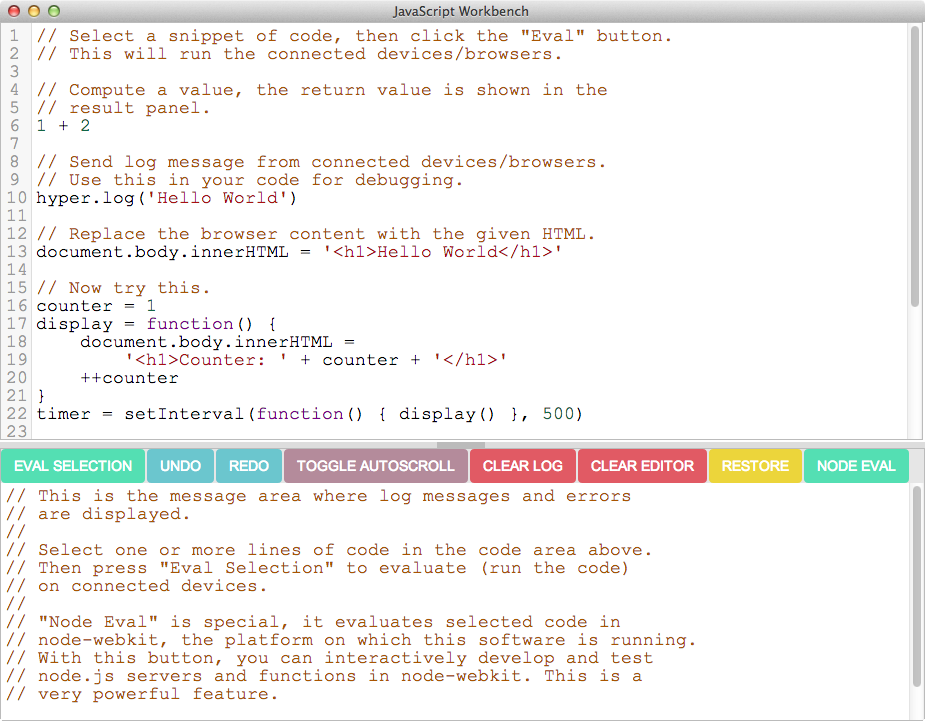 JavaScript Workbench
1 // Select a snippet of code, then click the "Eval" button.
2 // This will run the connected devices/browsers.
3
4 // Compute a value, the return value is shown in the
5 // result panel.
6 1 + 2
7
8 // Send log message from connected devices/browsers.
9 // Use this in your code for debugging.
10 hyper.log('Hello World')
11
12 // Replace the browser content with the given HTML.
13 document.body.innerHTML = '<h1>Hello World</h1>'
14
15 // Now try this.
16 counter = 1
17 display = function() {
18     document.body.innerHTML =
19         '<h1>Counter: ' + counter + '</h1>'
20     ++counter
21 }
22 timer = setInterval(function() { display() }, 500)
23
EVAL SELECTION UNDO REDO TOGGLE AUTOSCROLL CLEAR LOG CLEAR EDITOR RESTORE NODE EVAL
// This is the message area where log messages and errors
// are displayed.
//
// Select one or more lines of code in the code area above.
// Then press "Eval Selection" to evaluate (run the code)
// on connected devices.
//
// "Node Eval" is special, it evaluates selected code in
// node-webkit, the platform on which this software is running.
// With this button, you can interactively develop and test
// node.js servers and functions in node-webkit. This is a
// very powerful feature.